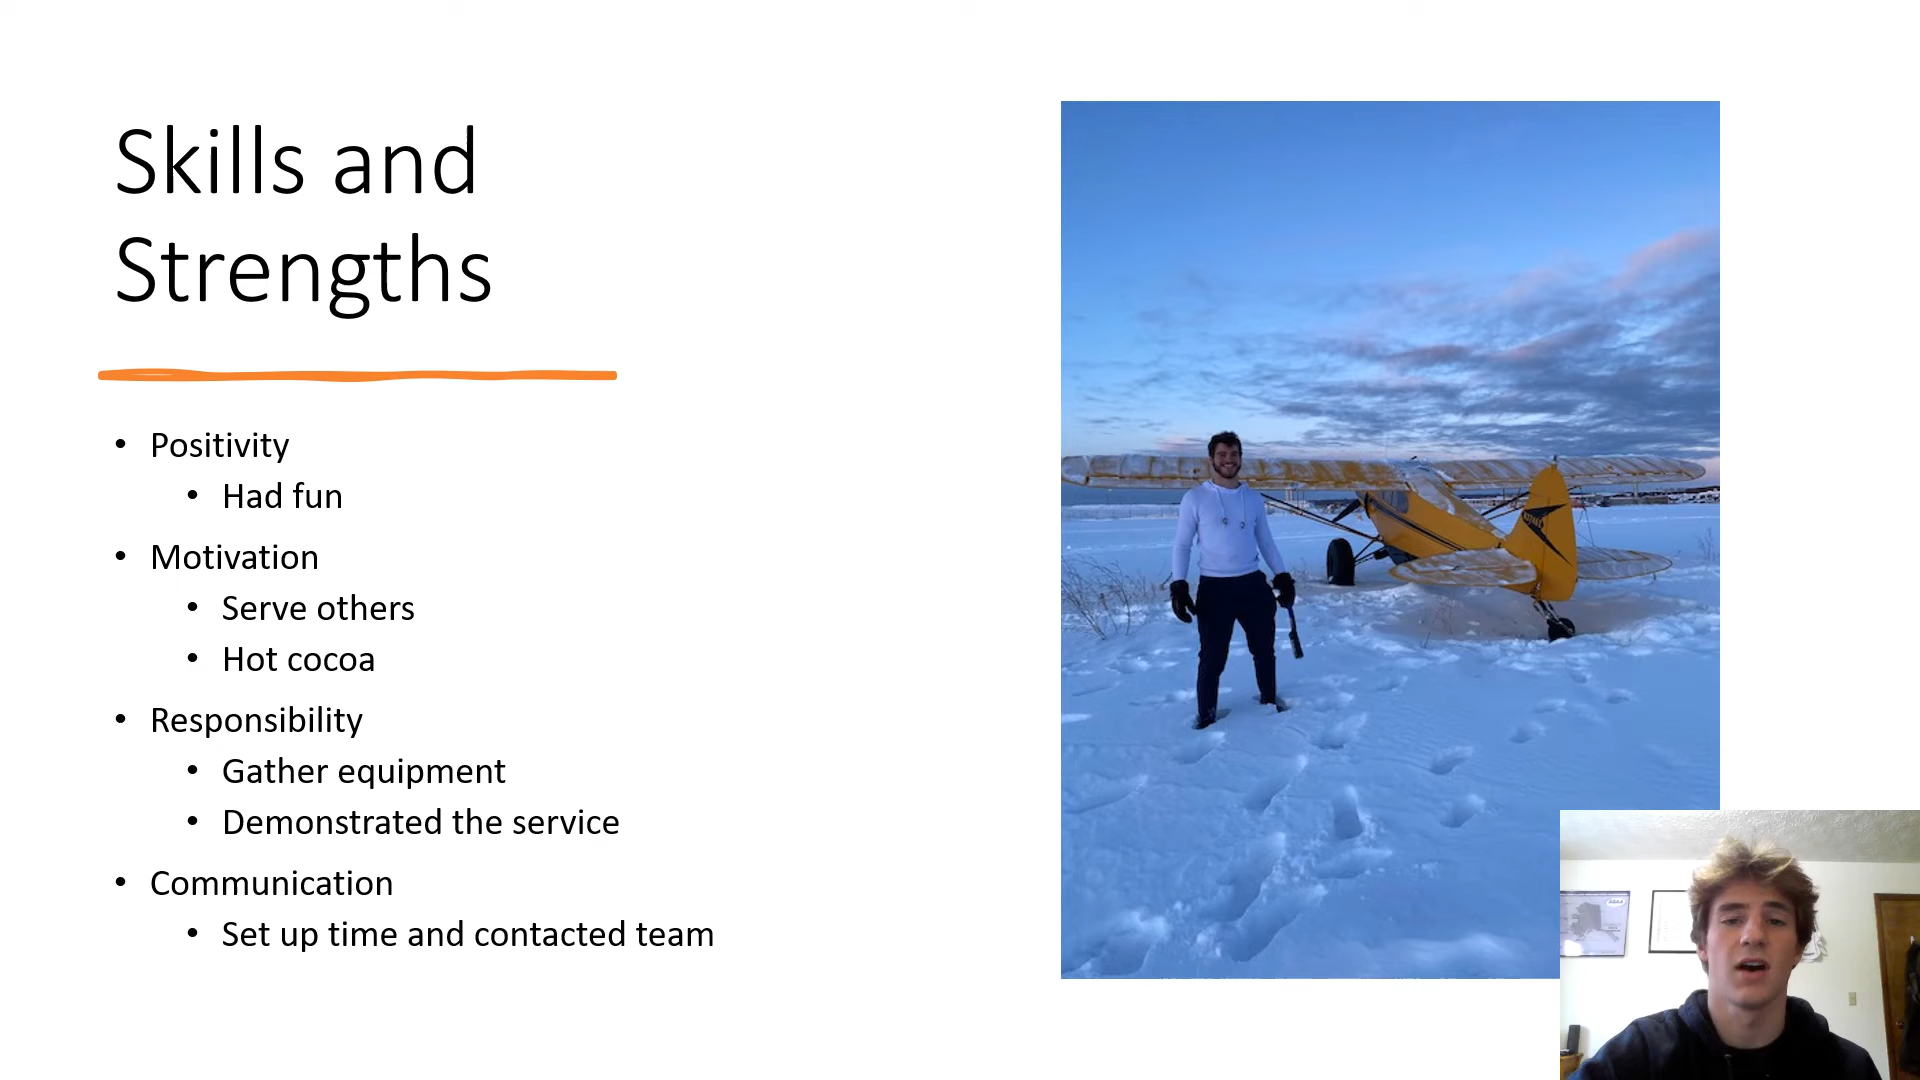 Skills and
Strengths
• Positivity
• Had fun
• Motivation
• Serve others
• Hot cocoa
• Responsibility
• Gather equipment
• Demonstrated the service
• Communication
• Set up time and contacted team